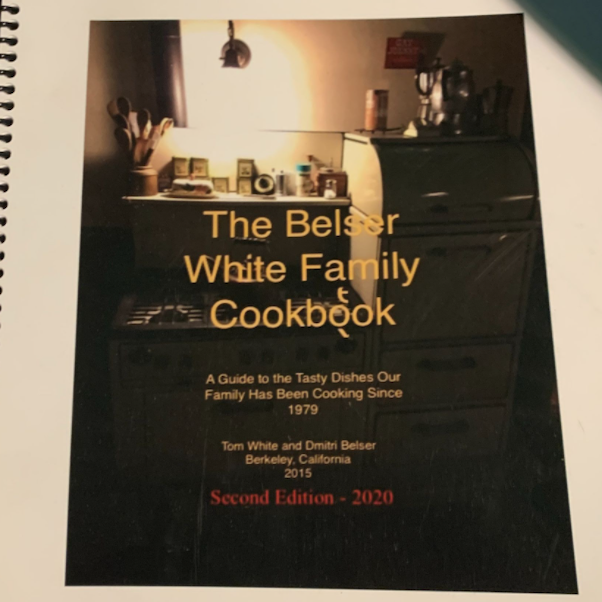 The Belser
White Family
Cookbook
A Guide to the Tasty Dishes Our
Family Has Been Cooking Since
1979
Tom White and Dmitri Belser
Berkeley, California
2015
Second Edition - 2020